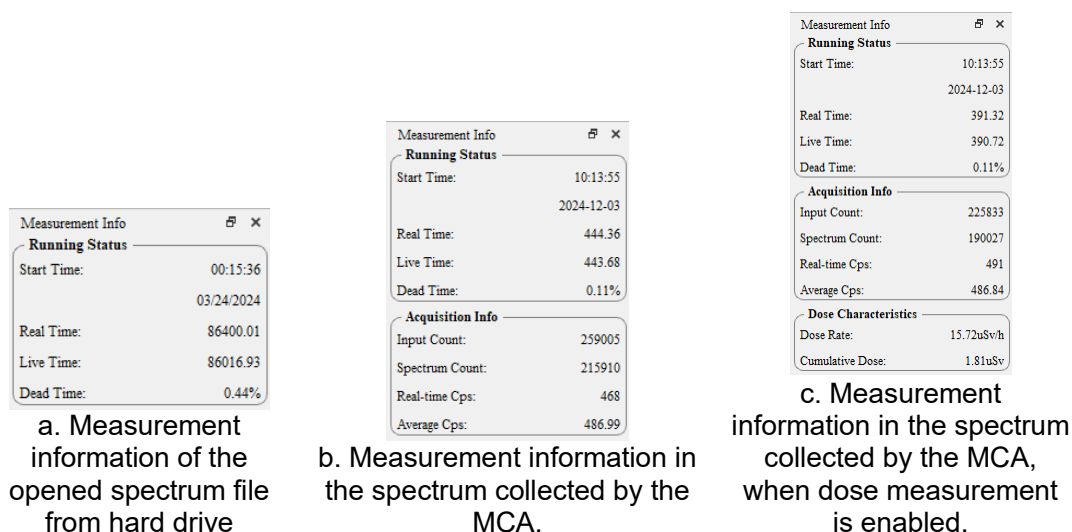 Measurement Info
Running Status
Start Time: 00:15:36
03/24/2024
Real Time: 86400.01
Live Time: 86016.93
Dead Time: 0.44%
a. Measurement
information of the
opened spectrum file
from hard drive
Measurement Info
Running Status
Start Time: 10:13:55
2024-12-03
Real Time: 444.36
Live Time: 443.68
Dead Time: 0.11%
Acquisition Info
Input Count: 259005
Spectrum Count: 215910
Real-time Cps: 468
Average Cps: 486.99
b. Measurement information in
the spectrum collected by the
MCA.
Measurement Info
Running Status
Start Time: 10:13:55
2024-12-03
Real Time: 391.32
Live Time: 390.72
Dead Time: 0.11%
Acquisition Info
Input Count: 225833
Spectrum Count: 190027
Real-time Cps: 491
Average Cps: 486.84
Dose Characteristics
Dose Rate: 15.72uSv/h
Cumulative Dose: 1.81uSv
c. Measurement
information in the spectrum
collected by the MCA,
when dose measurement
is enabled.